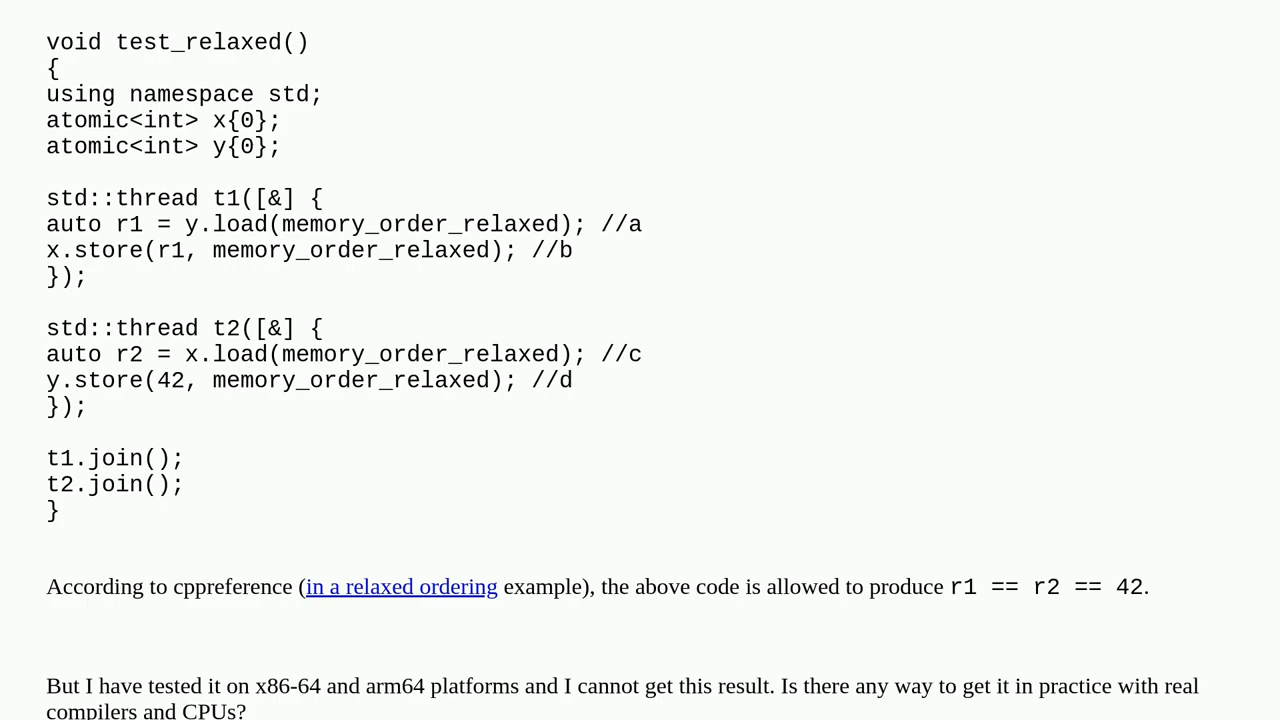 void test_relaxed()
{
using namespace std;
atomic<int> x{0};
atomic<int> y{0};
std::thread t1([&] {
auto r1 = y.load(memory_order_relaxed); //a
x.store(r1, memory_order_relaxed); //b
});
std::thread t2([&] {
auto r2 = x.load(memory_order_relaxed); //c
y.store(42, memory_order_relaxed); //d
});
t1.join();
t2.join();
}
According to cppreference (in a relaxed ordering example), the above code is allowed to produce r1 == r2 == 42.
But I have tested it on x86-64 and arm64 platforms and I cannot get this result. Is there any way to get it in practice with real
compilers and CPUs?